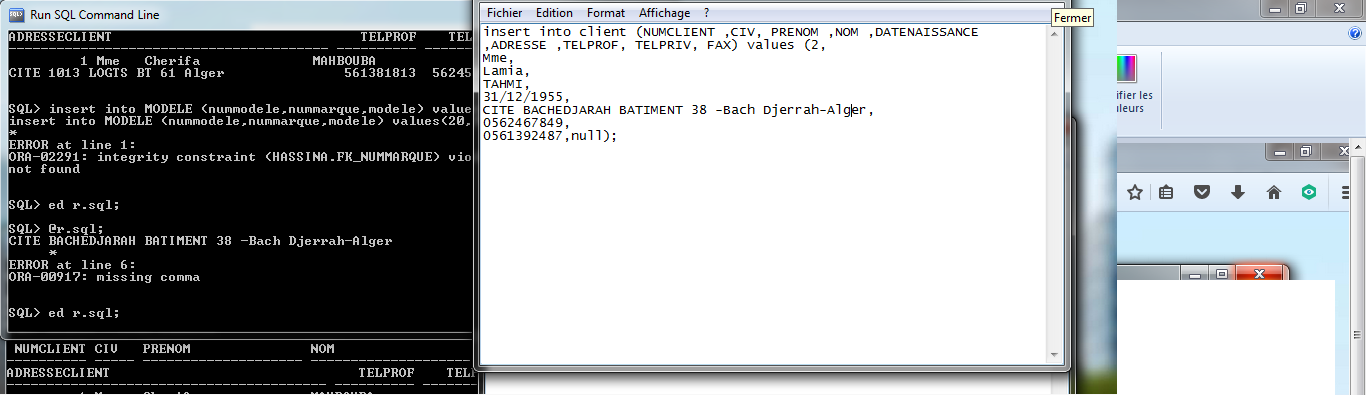 Run SQL Command Line
ADRESSECLIENT TELPROF TEL
1 Mme Cherifa MAHBOUBA
CITE 1013 LOGTS BT 61 Alger 561381813 56245
SQL> insert into MODELE (nummodele,nummarque,modele) value
insert into MODELE (nummodele,nummarque,modele) values(20,
*
ERROR at line 1:
ORA-02291: integrity constraint (HASSINA.FK_NUMMARQUE) vio
not found
SQL> ed r.sql;
SQL> @r.sql;
CITE BACHEDJARAH BATIMENT 38 -Bach Djerrah-Alger
*
ERROR at line 6:
ORA-00917: missing comma
SQL> ed r.sql;
NUMCLIENT CIV PRENOM NOM
ADRESSECLIENT TELPROF TEL
Fichier Edition Format Affichage ?
Fermer
insert into client (NUMCLIENT ,CIV, PRENOM ,NOM ,DATENAISSANCE
,ADRESSE ,TELPROF, TELPRIV, FAX) values (2,
Mme,
Lamia,
TAHMI,
31/12/1955,
CITE BACHEDJARAH BATIMENT 38 -Bach Djerrah-Alger,
0562467849,
0561392487,null);
ifier les
uleurs